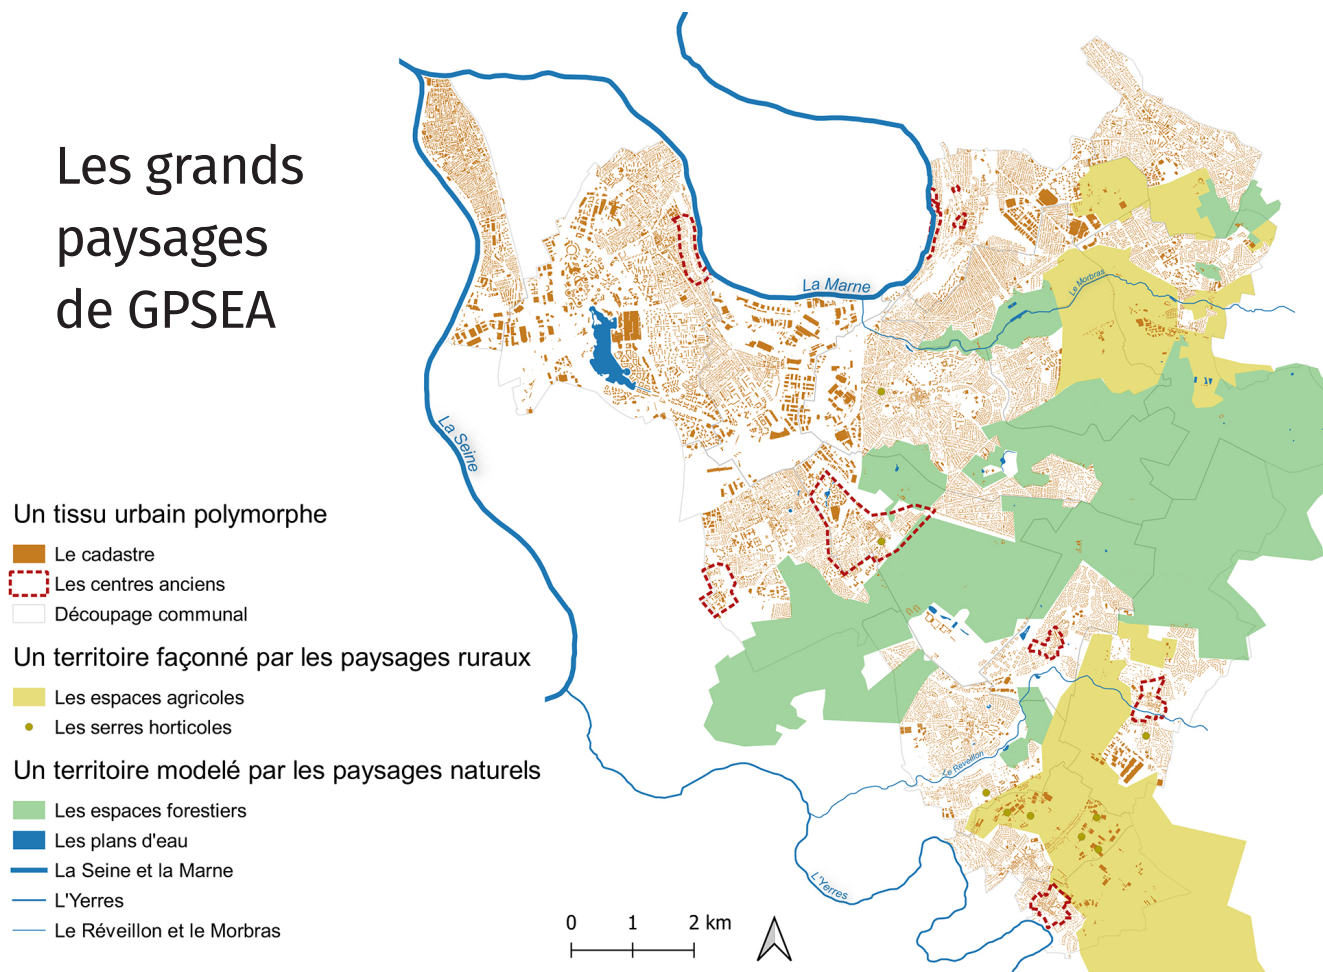 Les grands
paysages
de GPSEA
Un tissu urbain polymorphe
Le cadastre
Les centres anciens
Découpage communal
Un territoire façonné par les paysages ruraux
Les espaces agricoles
Les serres horticoles
Un territoire modelé par les paysages naturels
Les espaces forestiers
Les plans d'eau
La Seine et la Marne
L'Yerres
Le Réveillon et le Morbras
La Marne
Le Morbras
La Seine
Le Réveillon
L'Yerres
0 1 2 km